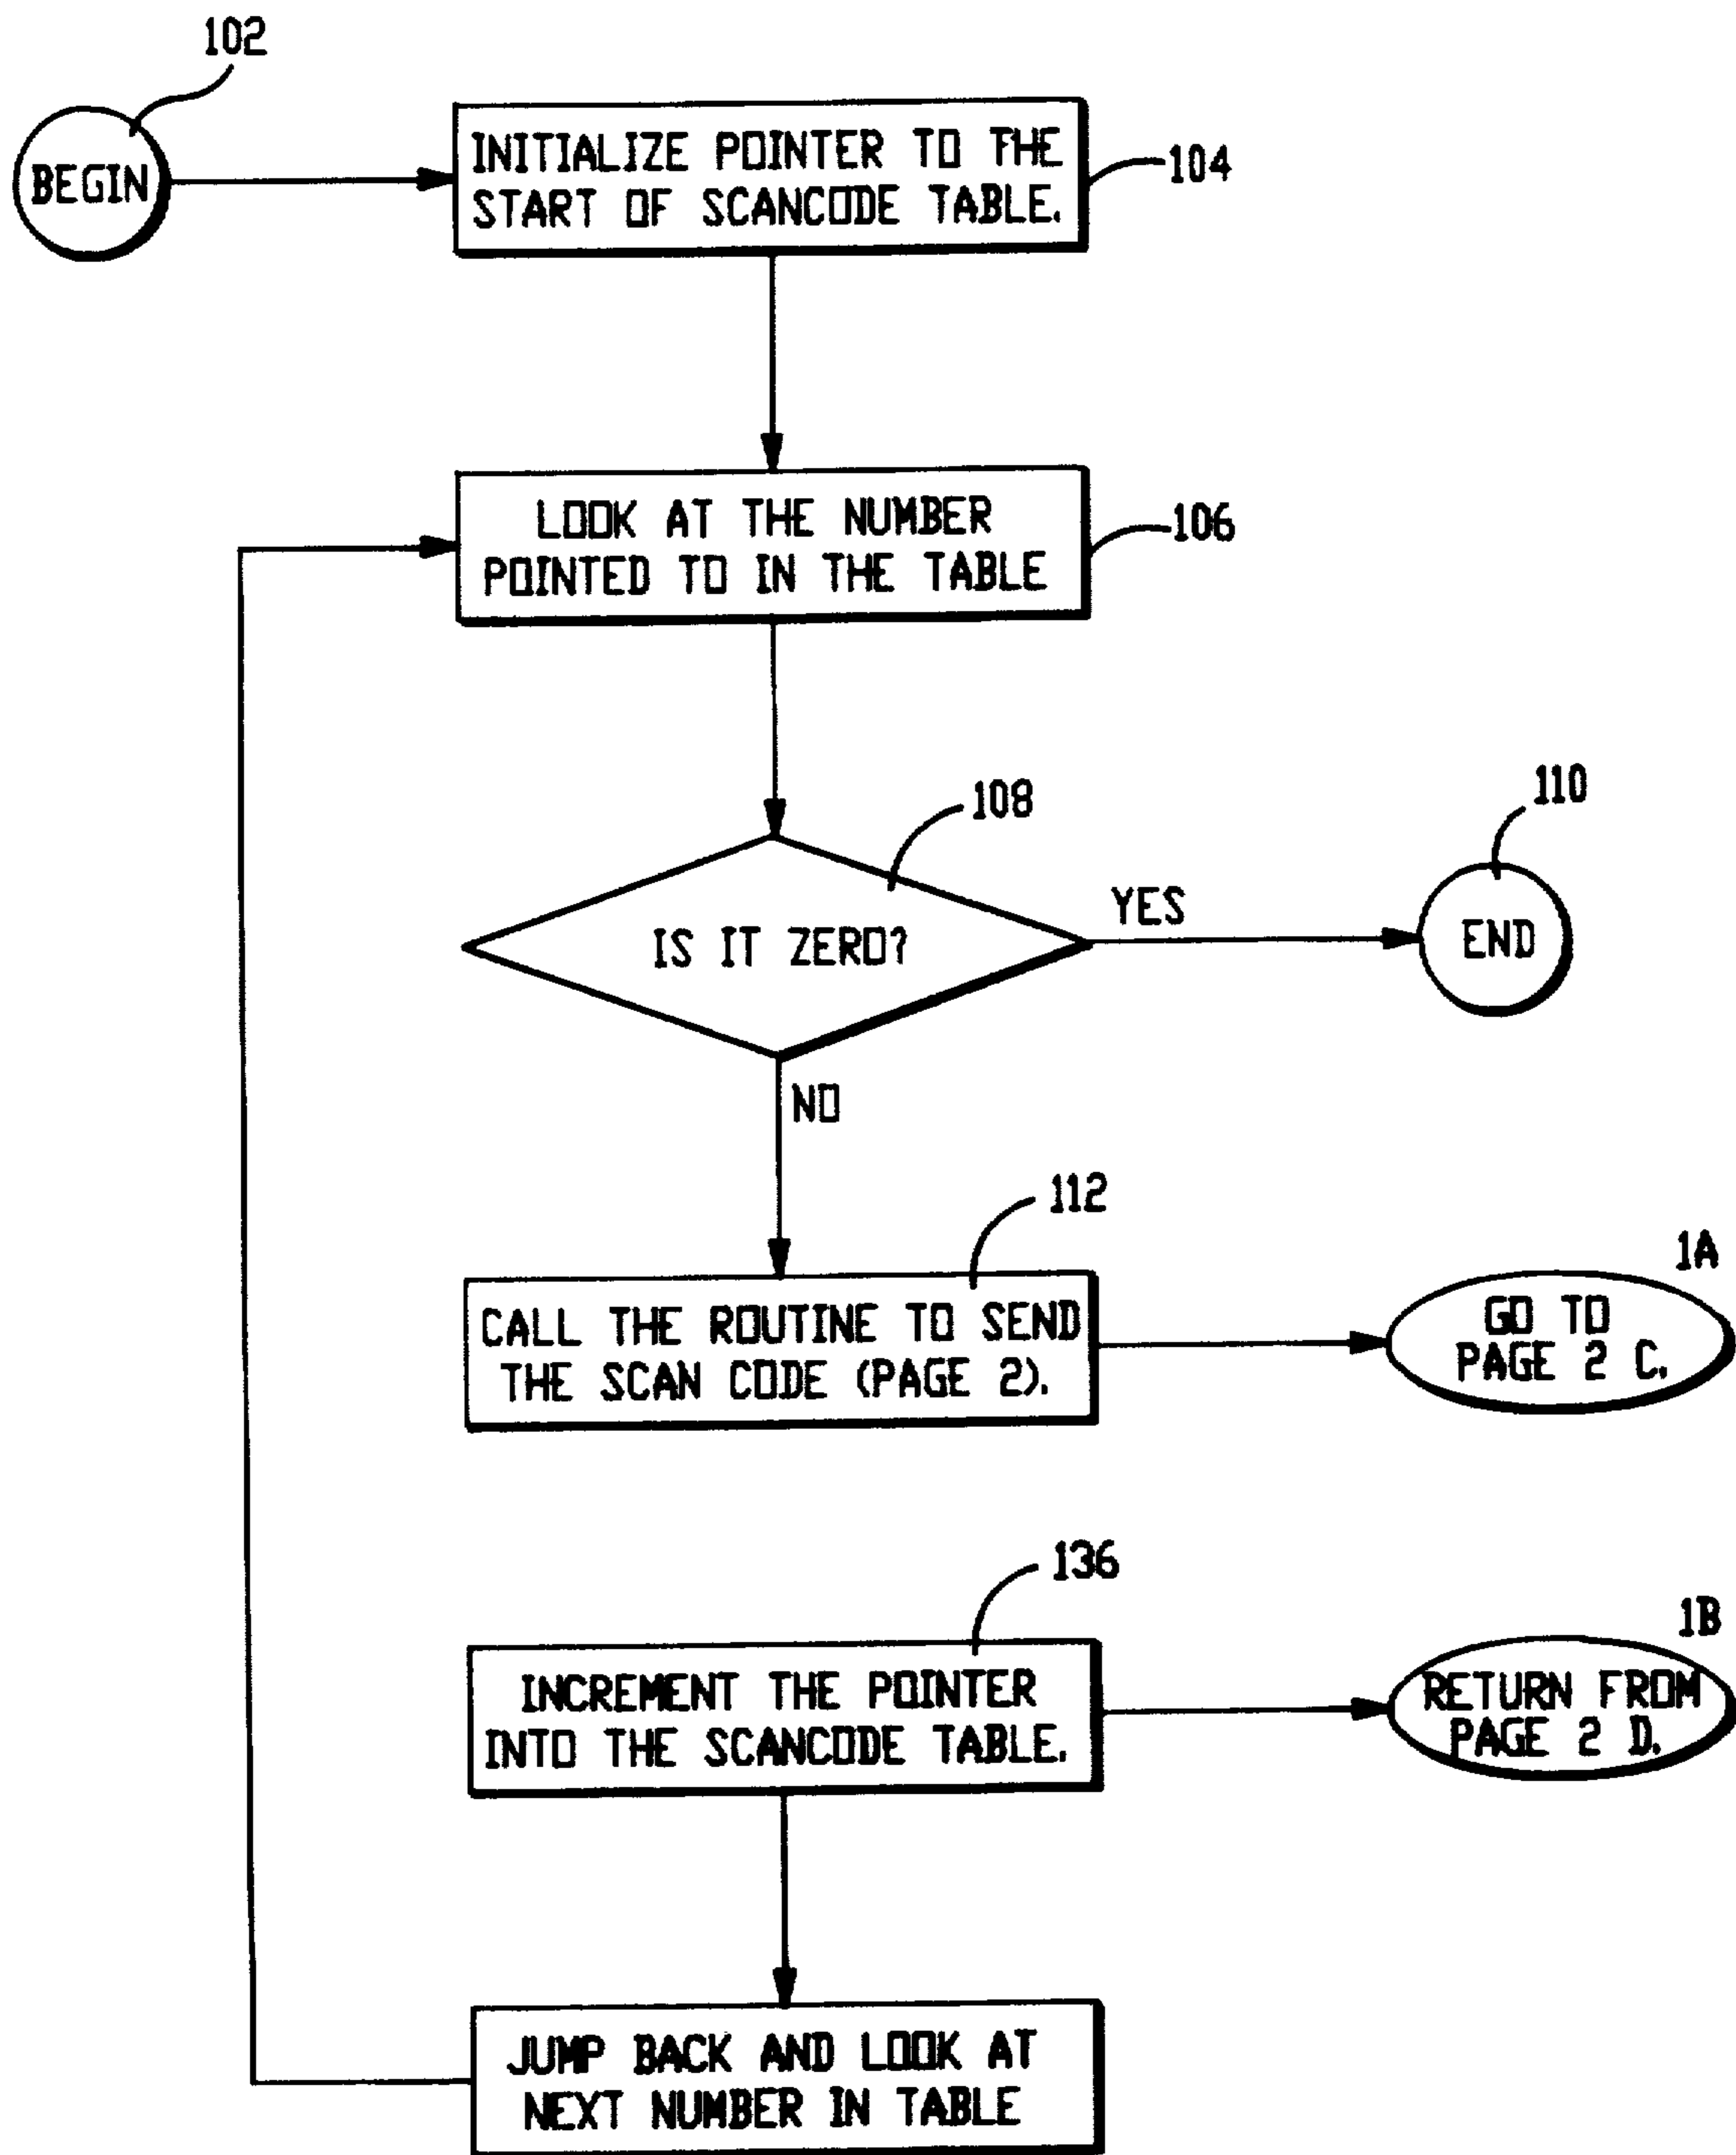 102
BEGIN
INITIALIZE POINTER TO THE
START OF SCANCODE TABLE.
104
LOOK AT THE NUMBER
POINTED TO IN THE TABLE
106
108
IS IT ZERO?
YES
110
END
NO
112
CALL THE ROUTINE TO SEND
THE SCAN CODE (PAGE 2).
1A
GO TO
PAGE 2 C.
136
INCREMENT THE POINTER
INTO THE SCANCODE TABLE.
1B
RETURN FROM
PAGE 2 D.
JUMP BACK AND LOOK AT
NEXT NUMBER IN TABLE